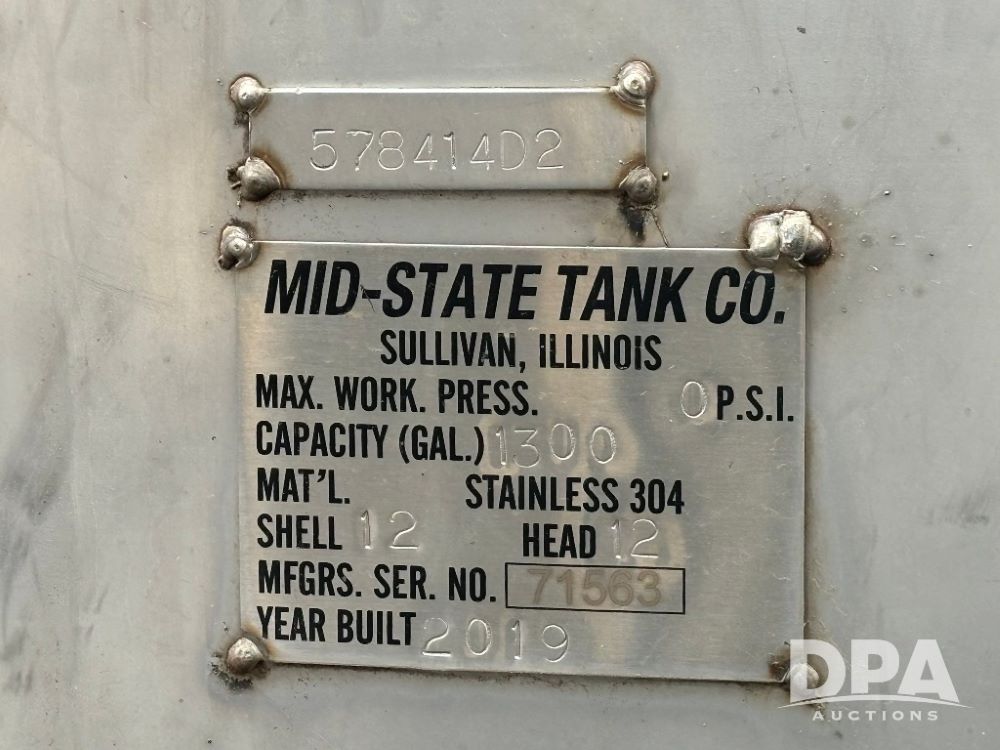 578414D2
MID-STATE TANK CO.
SULLIVAN, ILLINOIS
MAX. WORK. PRESS. 0 P.S.I.
CAPACITY (GAL.) 1300
MAT'L. STAINLESS 304
SHELL 12 HEAD 12
MFGRS. SER. NO. 71563
YEAR BUILT 2019
DPA
AUCTIONS